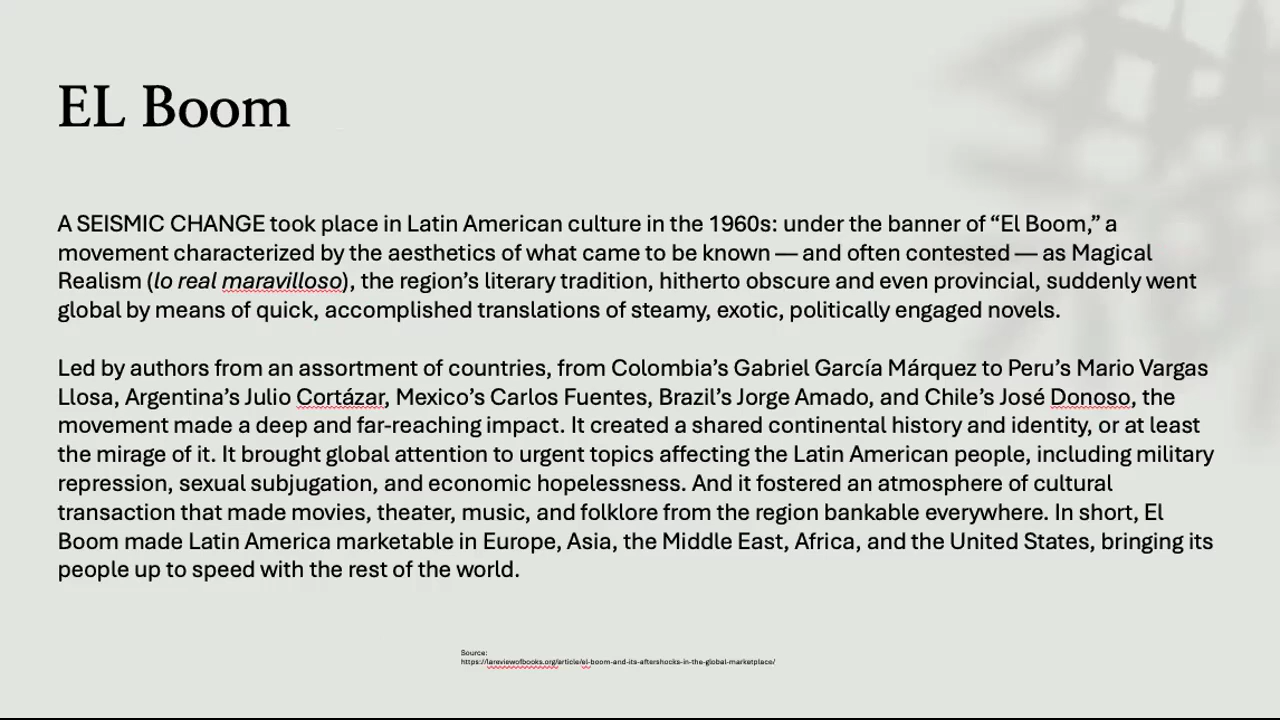 EL Boom
A SEISMIC CHANGE took place in Latin American culture in the 1960s: under the banner of “El Boom,” a
movement characterized by the aesthetics of what came to be known — and often contested — as Magical
Realism (lo real maravilloso), the region’s literary tradition, hitherto obscure and even provincial, suddenly went
global by means of quick, accomplished translations of steamy, exotic, politically engaged novels.
Led by authors from an assortment of countries, from Colombia’s Gabriel García Márquez to Peru’s Mario Vargas
Llosa, Argentina’s Julio Cortázar, Mexico’s Carlos Fuentes, Brazil’s Jorge Amado, and Chile’s José Donoso, the
movement made a deep and far-reaching impact. It created a shared continental history and identity, or at least
the mirage of it. It brought global attention to urgent topics affecting the Latin American people, including military
repression, sexual subjugation, and economic hopelessness. And it fostered an atmosphere of cultural
transaction that made movies, theater, music, and folklore from the region bankable everywhere. In short, El
Boom made Latin America marketable in Europe, Asia, the Middle East, Africa, and the United States, bringing its
people up to speed with the rest of the world.
Source:
https://lareviewofbooks.org/article/el-boom-and-its-aftershocks-in-the-global-marketplace/